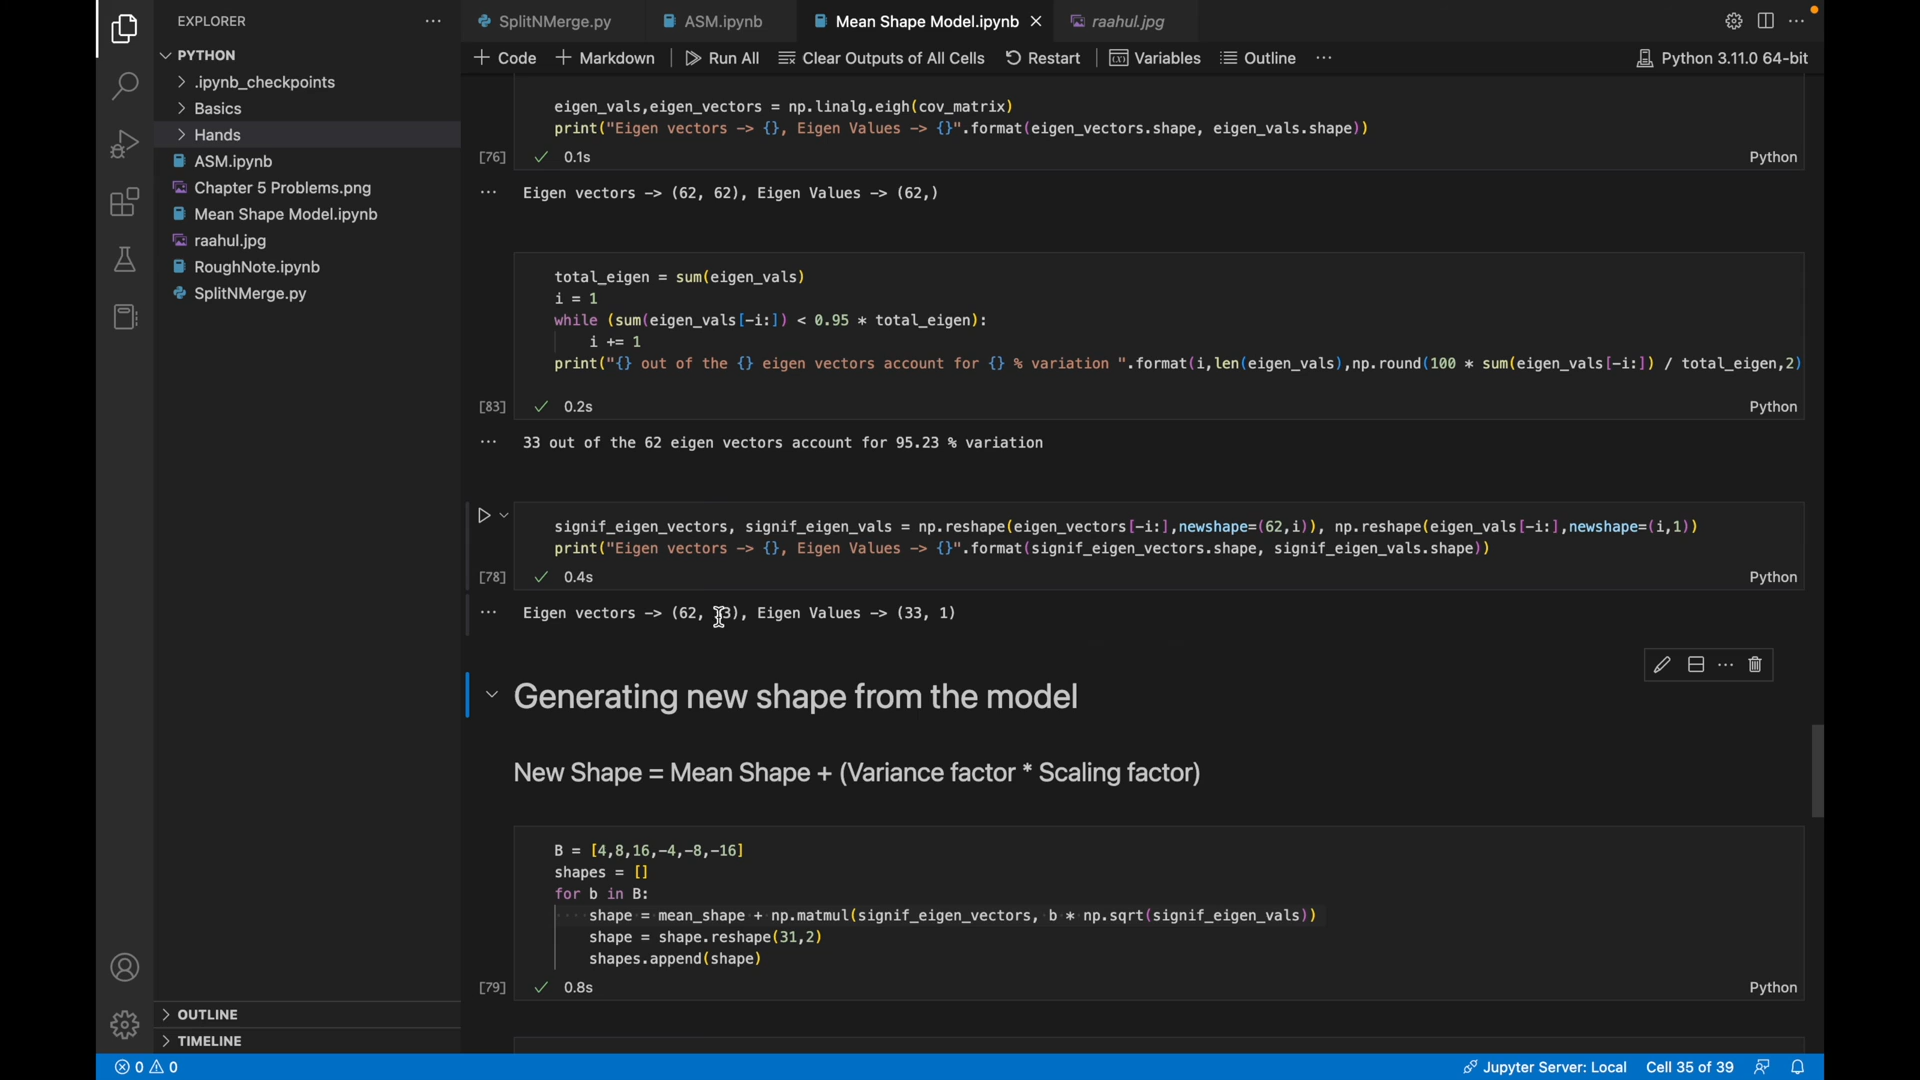 EXPLORER
SplitNMerge.py
ASM.ipynb
Mean Shape Model.ipynb
raahul.jpg
PYTHON
Code
Markdown
Run All
Clear Outputs of All Cells
Restart
Variables
Outline
Python 3.11.0 64-bit
.ipynb_checkpoints
Basics
Hands
ASM.ipynb
Chapter 5 Problems.png
Mean Shape Model.ipynb
raahul.jpg
RoughNote.ipynb
SplitNMerge.py
OUTLINE
TIMELINE
eigen_vals,eigen_vectors = np.linalg.eigh(cov_matrix)
print("Eigen vectors -> {}, Eigen Values -> {}".format(eigen_vectors.shape, eigen_vals.shape))
[76] 0.1s Python
Eigen vectors -> (62, 62), Eigen Values -> (62,)
total_eigen = sum(eigen_vals)
i = 1
while (sum(eigen_vals[-i:]) < 0.95 * total_eigen):
i += 1
print("{} out of the {} eigen vectors account for {} % variation ".format(i,len(eigen_vals),np.round(100 * sum(eigen_vals[-i:]) / total_eigen,2)
[83] 0.2s Python
33 out of the 62 eigen vectors account for 95.23 % variation
signif_eigen_vectors, signif_eigen_vals = np.reshape(eigen_vectors[-i:],newshape=(62,i)), np.reshape(eigen_vals[-i:],newshape=(i,1))
print("Eigen vectors -> {}, Eigen Values -> {}".format(signif_eigen_vectors.shape, signif_eigen_vals.shape))
[78] 0.4s Python
Eigen vectors -> (62, 33), Eigen Values -> (33, 1)
Generating new shape from the model
New Shape = Mean Shape + (Variance factor * Scaling factor)
B = [4,8,16,-4,-8,-16]
shapes = []
for b in B:
shape = mean_shape + np.matmul(signif_eigen_vectors, b * np.sqrt(signif_eigen_vals))
shape = shape.reshape(31,2)
shapes.append(shape)
[79] 0.8s Python
0 0
Jupyter Server: Local
Cell 35 of 39